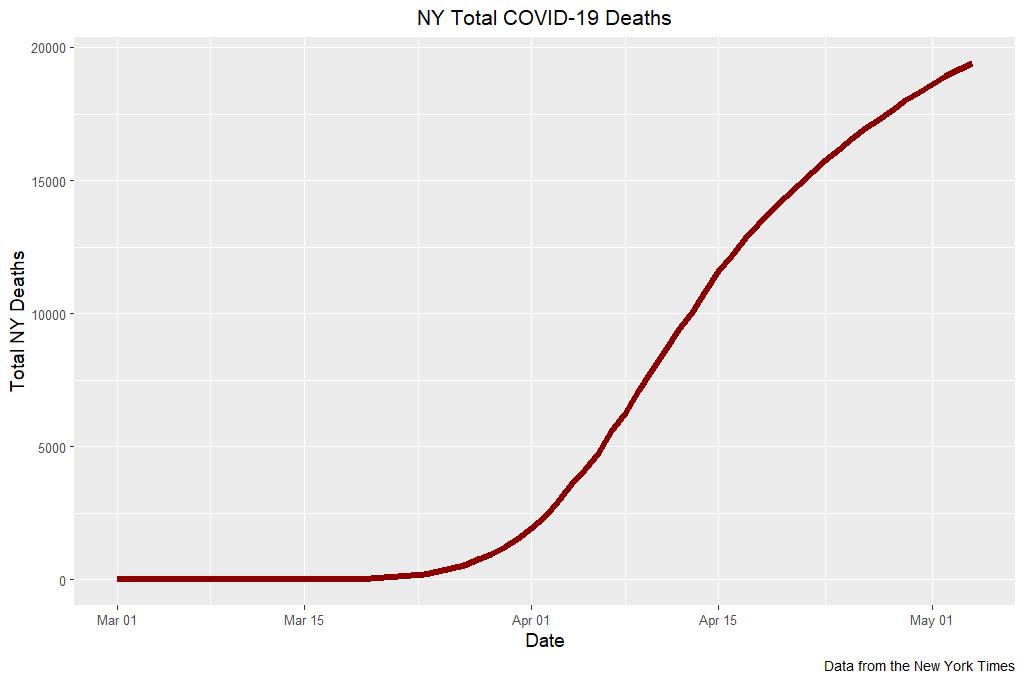 NY Total COVID-19 Deaths
Total NY Deaths
20000
15000
10000
5000
0
Mar 01 Mar 15 Apr 01 Apr 15 May 01
Date
Data from the New York Times